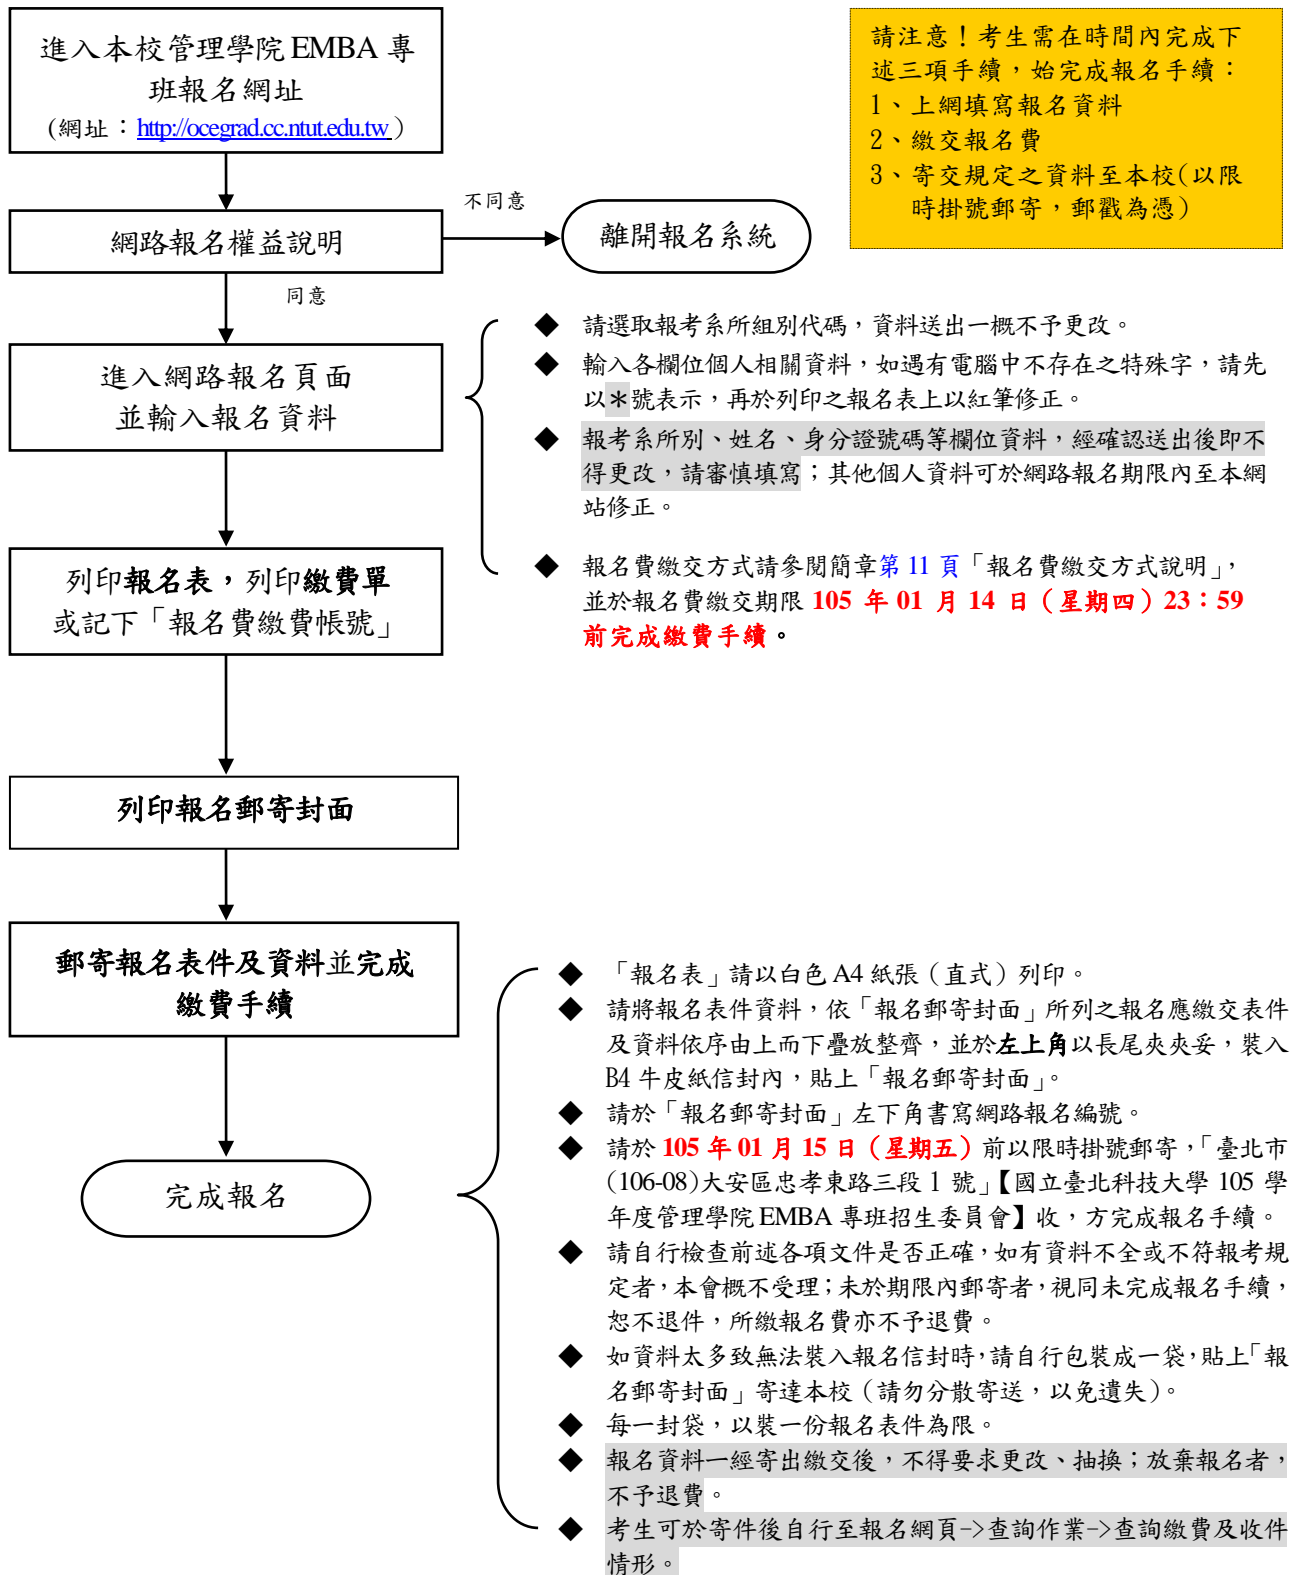 進入本校管理學院 EMBA 專
班報名網址
(網址：http://ocegrad.cc.ntut.edu.tw)
請注意！考生需在時間內完成下
述三項手續，始完成報名手續：
1、上網填寫報名資料
2、繳交報名費
3、寄交規定之資料至本校(以限
時掛號郵寄，郵戳為憑)
網路報名權益說明
不同意
離開報名系統
同意
進入網路報名頁面
並輸入報名資料
◆ 請選取報考系所組別代碼，資料送出一概不予更改。
◆ 輸入各欄位個人相關資料，如遇有電腦中不存在之特殊字，請先
以＊號表示，再於列印之報名表上以紅筆修正。
◆ 報考系所別、姓名、身分證號碼等欄位資料，經確認送出後即不
得更改，請審慎填寫；其他個人資料可於網路報名期限內至本網
站修正。
列印報名表，列印繳費單
或記下「報名費繳費帳號」
◆ 報名費繳交方式請參閱簡章第 11 頁「報名費繳交方式說明」，
並於報名費繳交期限 105 年 01 月 14 日（星期四）23：59
前完成繳費手續。
列印報名郵寄封面
郵寄報名表件及資料並完成
繳費手續
完成報名
◆ 「報名表」請以白色 A4 紙張（直式）列印。
◆ 請將報名表件資料，依「報名郵寄封面」所列之報名應繳交表件
及資料依序由上而下疊放整齊，並於左上角以長尾夾夾妥，裝入
B4 牛皮紙信封內，貼上「報名郵寄封面」。
◆ 請於「報名郵寄封面」左下角書寫網路報名編號。
◆ 請於 105 年 01 月 15 日（星期五）前以限時掛號郵寄，「臺北市
(106-08)大安區忠孝東路三段 1 號」【國立臺北科技大學 105 學
年度管理學院 EMBA 專班招生委員會】收，方完成報名手續。
◆ 請自行檢查前述各項文件是否正確，如有資料不全或不符報考規
定者，本會概不受理；未於期限內郵寄者，視同未完成報名手續，
恕不退件，所繳報名費亦不予退費。
◆ 如資料太多致無法裝入報名信封時，請自行包裝成一袋，貼上「報
名郵寄封面」寄達本校（請勿分散寄送，以免遺失）。
◆ 每一封袋，以裝一份報名表件為限。
◆ 報名資料一經寄出繳交後，不得要求更改、抽換；放棄報名者，
不予退費。
◆ 考生可於寄件後自行至報名網頁->查詢作業->查詢繳費及收件
情形。